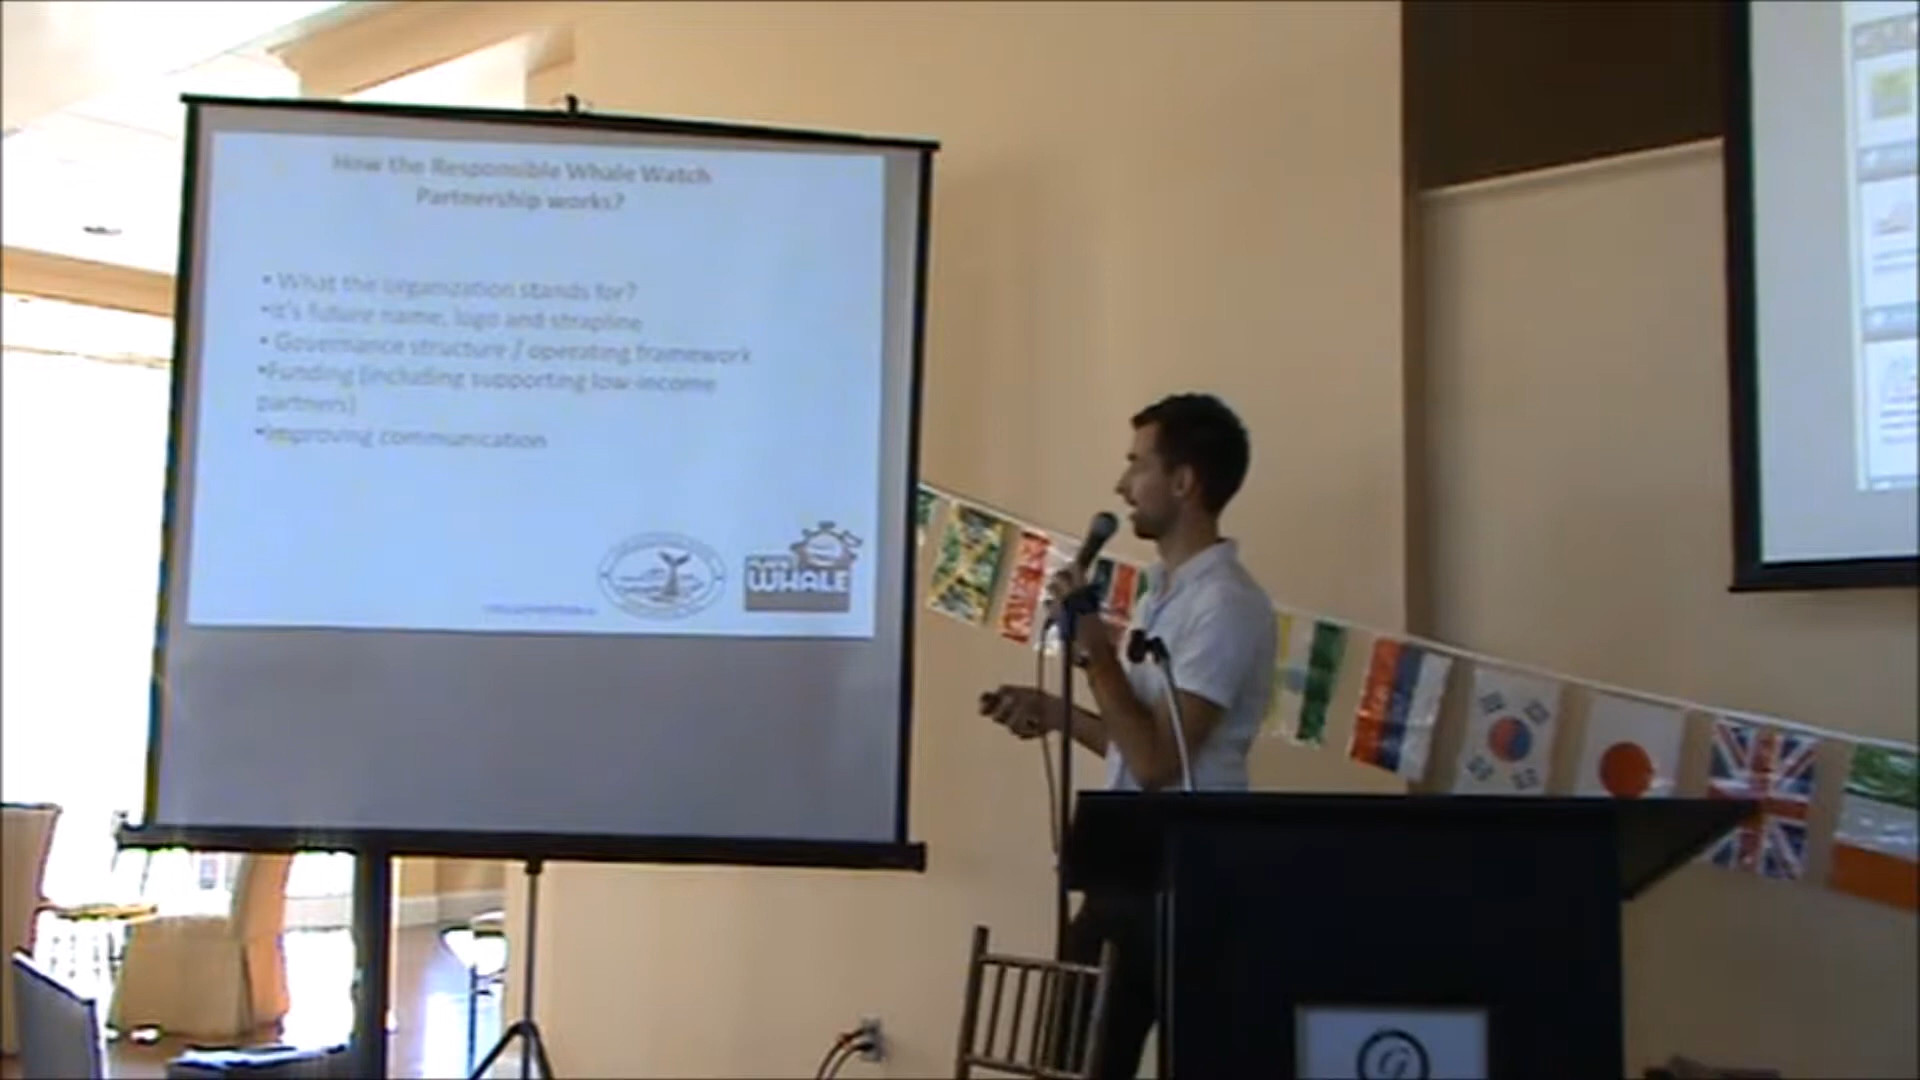 How the Responsible Whale Watch
Partnership works?
• What the organization stands for?
•It's future name, logo and strapline
• Governance structure / operating framework
•Funding (including supporting low-income
partners)
•Improving communication
WHALE
G